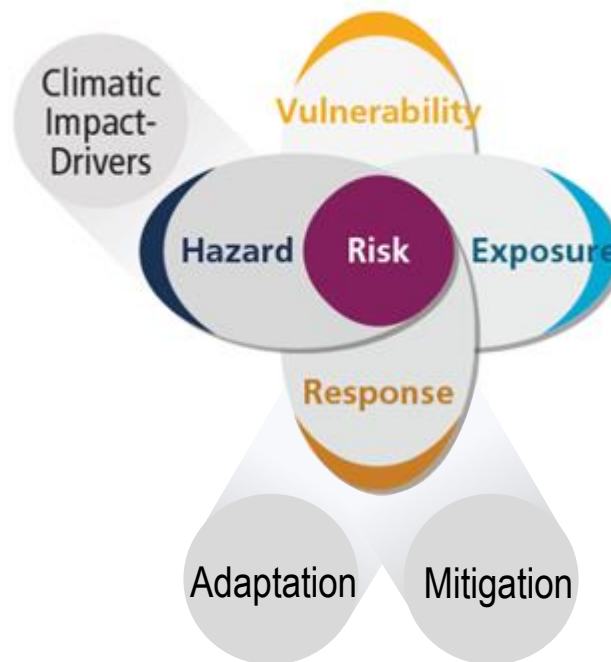 Climatic
Impact-
Drivers
Vulnerability
Hazard
Risk
Exposure
Response
Adaptation
Mitigation